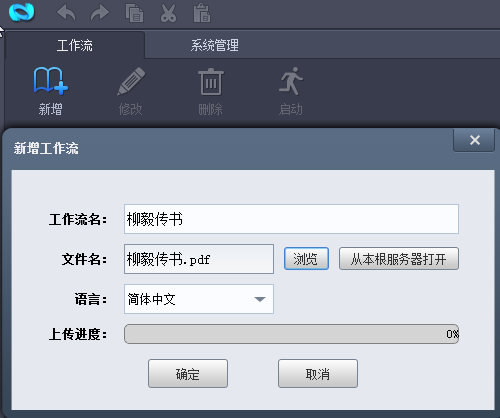 工作流 系统管理
新增 修改 删除 启动
新增工作流
工作流名： 柳毅传书
文件名： 柳毅传书.pdf 浏览 从本根服务器打开
语言： 简体中文
上传进度： 0%
确定 取消